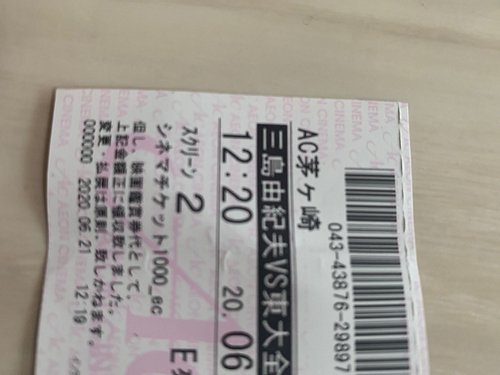 043-43876-29897
AC茅ヶ崎
三島由紀夫VS東大全
12:20 20.06
スクリーン 2 E
シネマチケット1000_ec
但し、映画鑑賞券代として、
上記金額正に領収致しました。
変更・払戻は原則、致しかねます。
000000 2020.06.21 12:19
AEON CINEMA